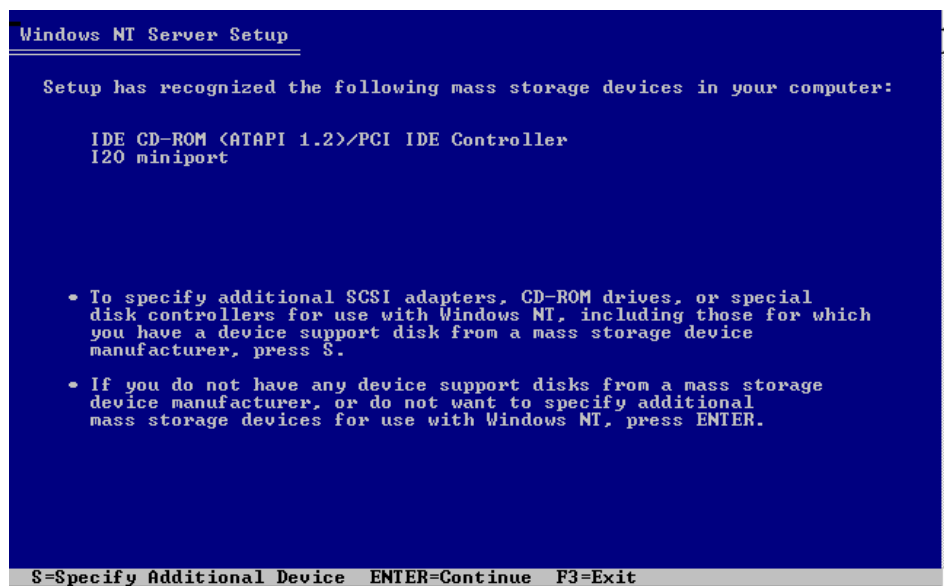 Windows NT Server Setup
Setup has recognized the following mass storage devices in your computer:
IDE CD-ROM (ATAPI 1.2)/PCI IDE Controller
I2O miniport
• To specify additional SCSI adapters, CD-ROM drives, or special
disk controllers for use with Windows NT, including those for which
you have a device support disk from a mass storage device
manufacturer, press S.
• If you do not have any device support disks from a mass storage
device manufacturer, or do not want to specify additional
mass storage devices for use with Windows NT, press ENTER.
S=Specify Additional Device ENTER=Continue F3=Exit